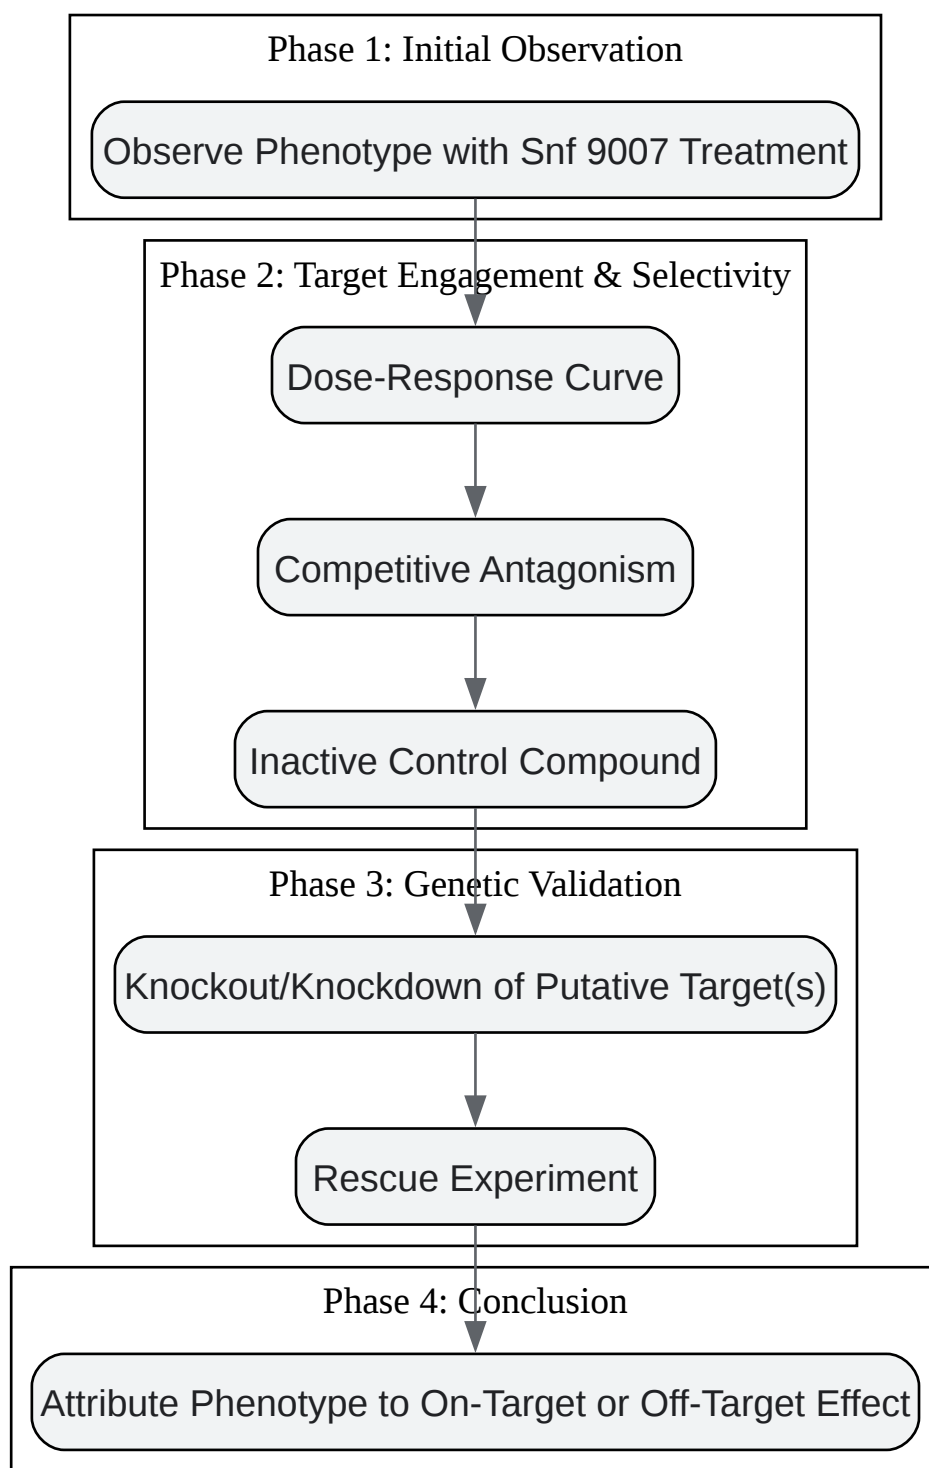 Phase 1: Initial Observation
Observe Phenotype with Snf 9007 Treatment
Phase 2: Target Engagement & Selectivity
Dose-Response Curve
Competitive Antagonism
Inactive Control Compound
Phase 3: Genetic Validation
Knockout/Knockdown of Putative Target(s)
Rescue Experiment
Phase 4: Conclusion
Attribute Phenotype to On-Target or Off-Target Effect